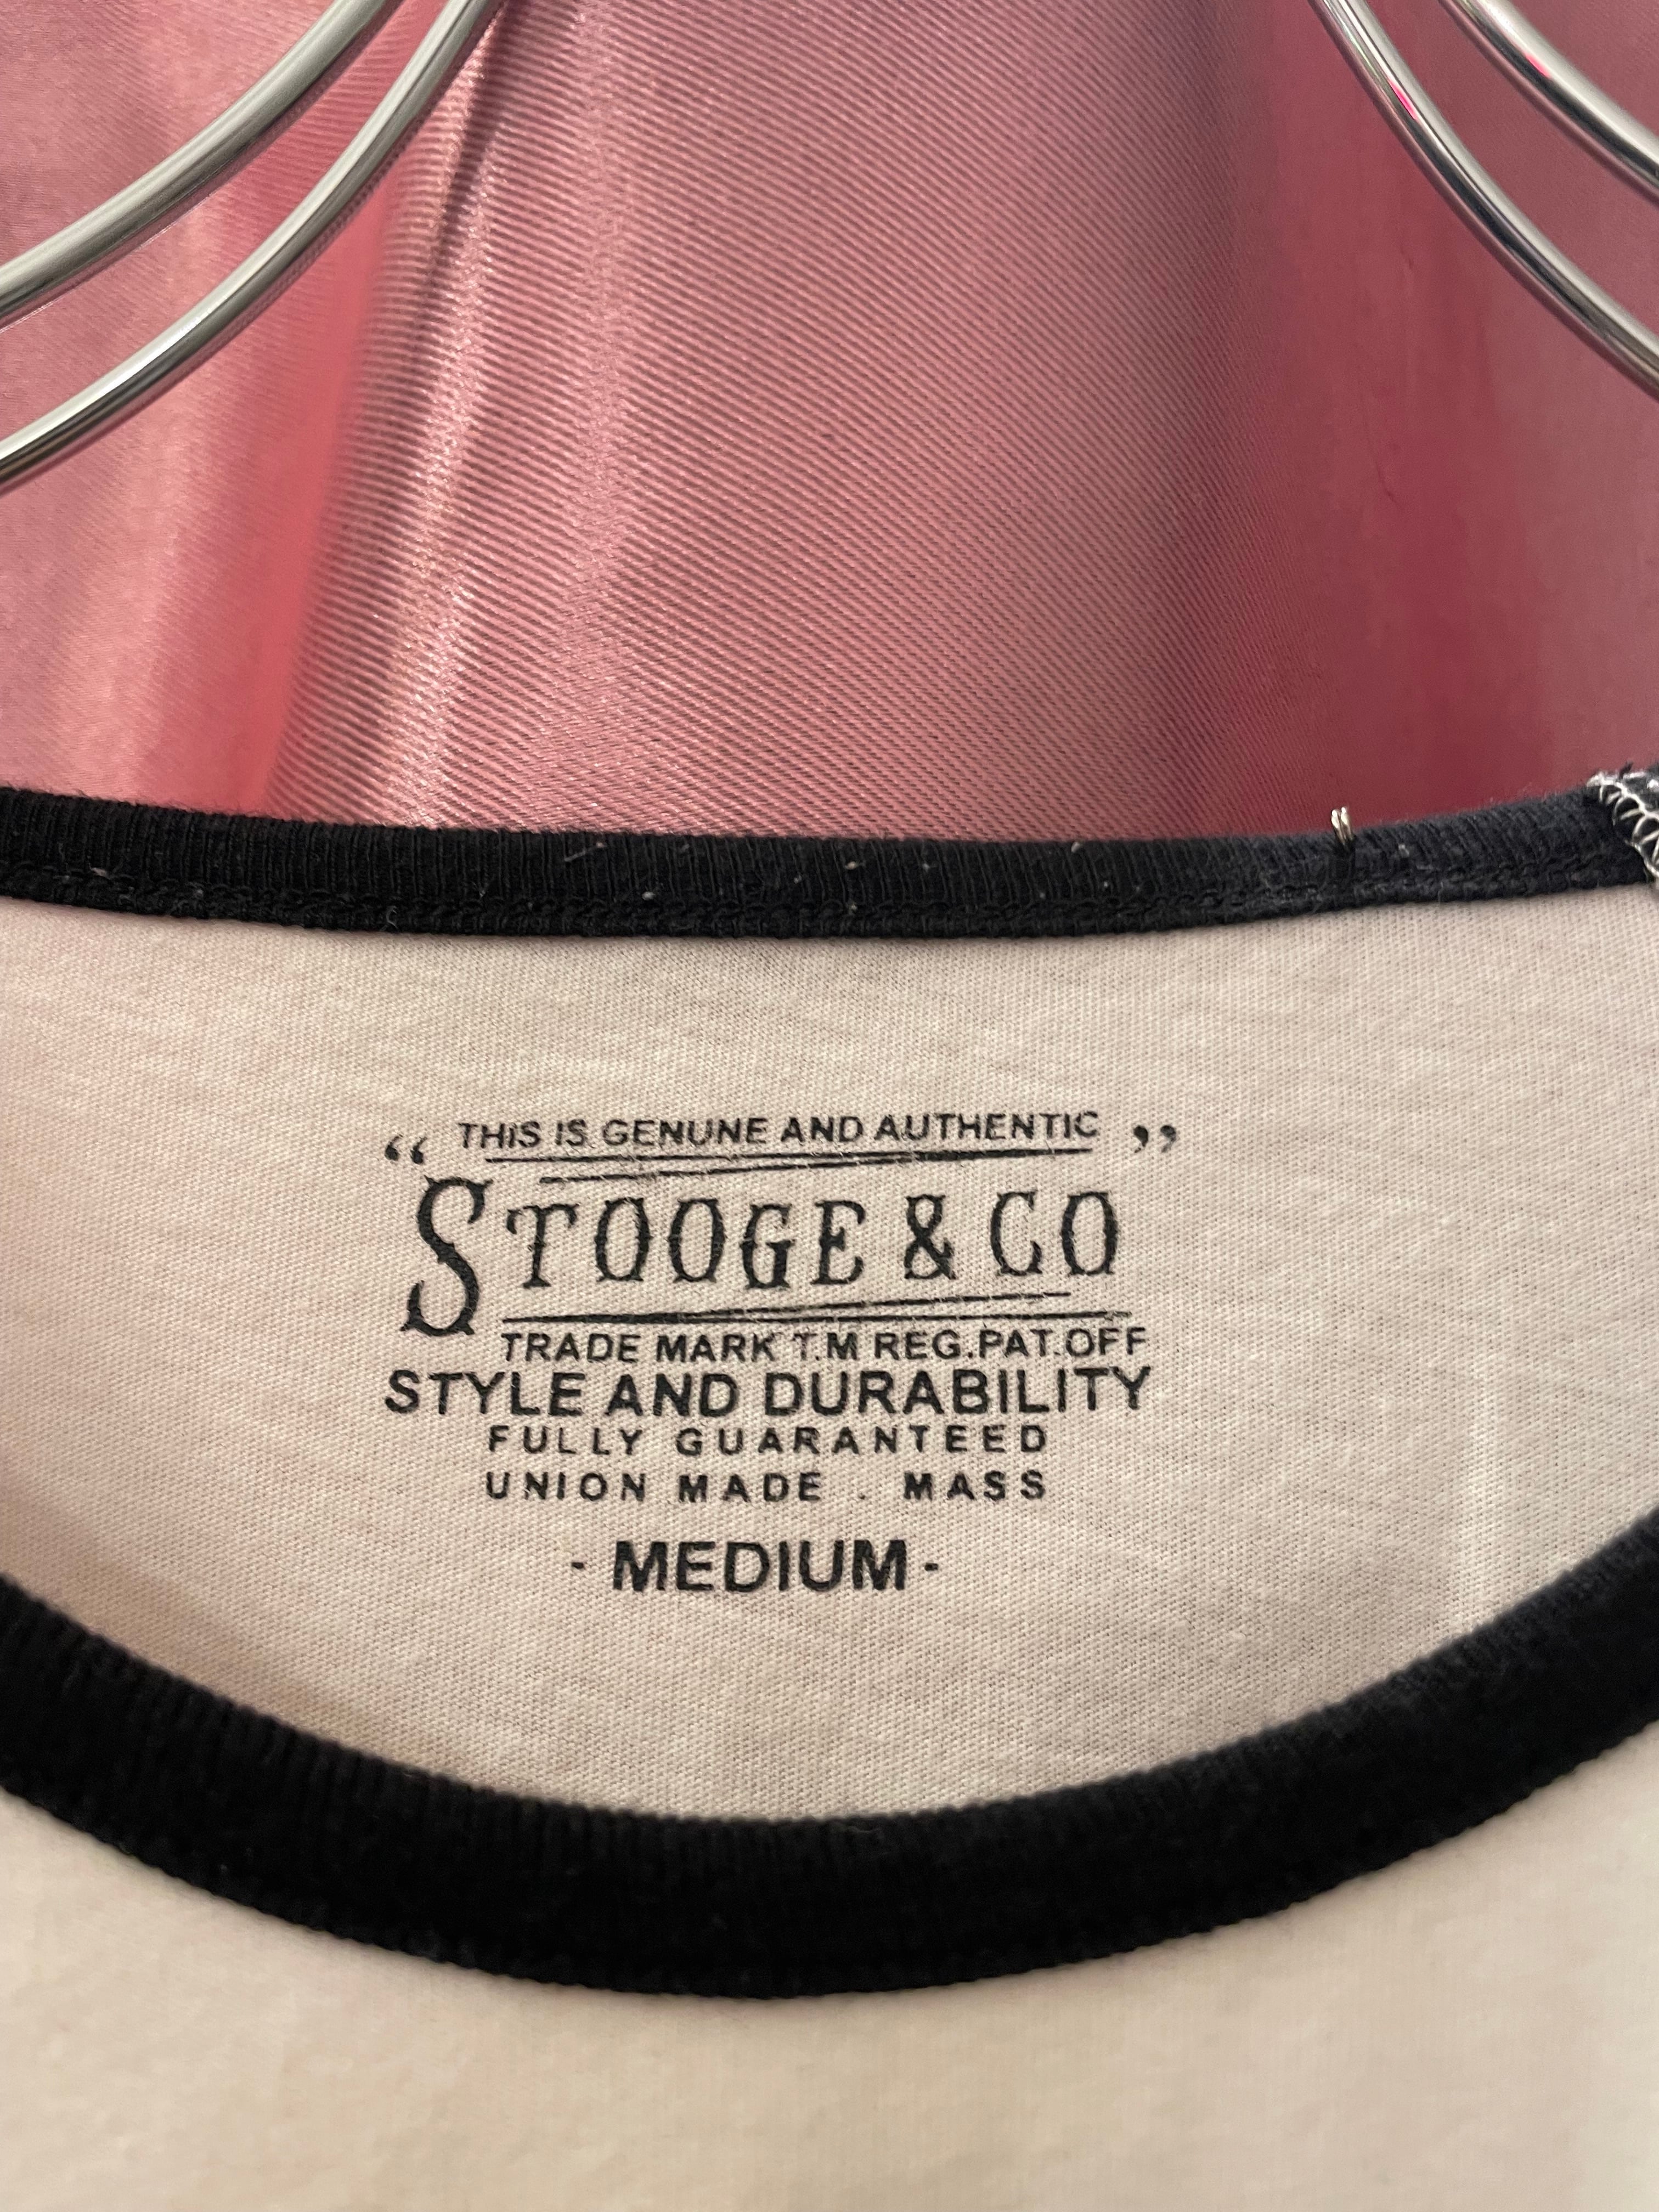 “ THIS IS GENUNE AND AUTHENTIC ”
STOOGE & CO
TRADE MARK T.M REG.PAT.OFF
STYLE AND DURABILITY
FULLY GUARANTEED
UNION MADE . MASS
- MEDIUM -